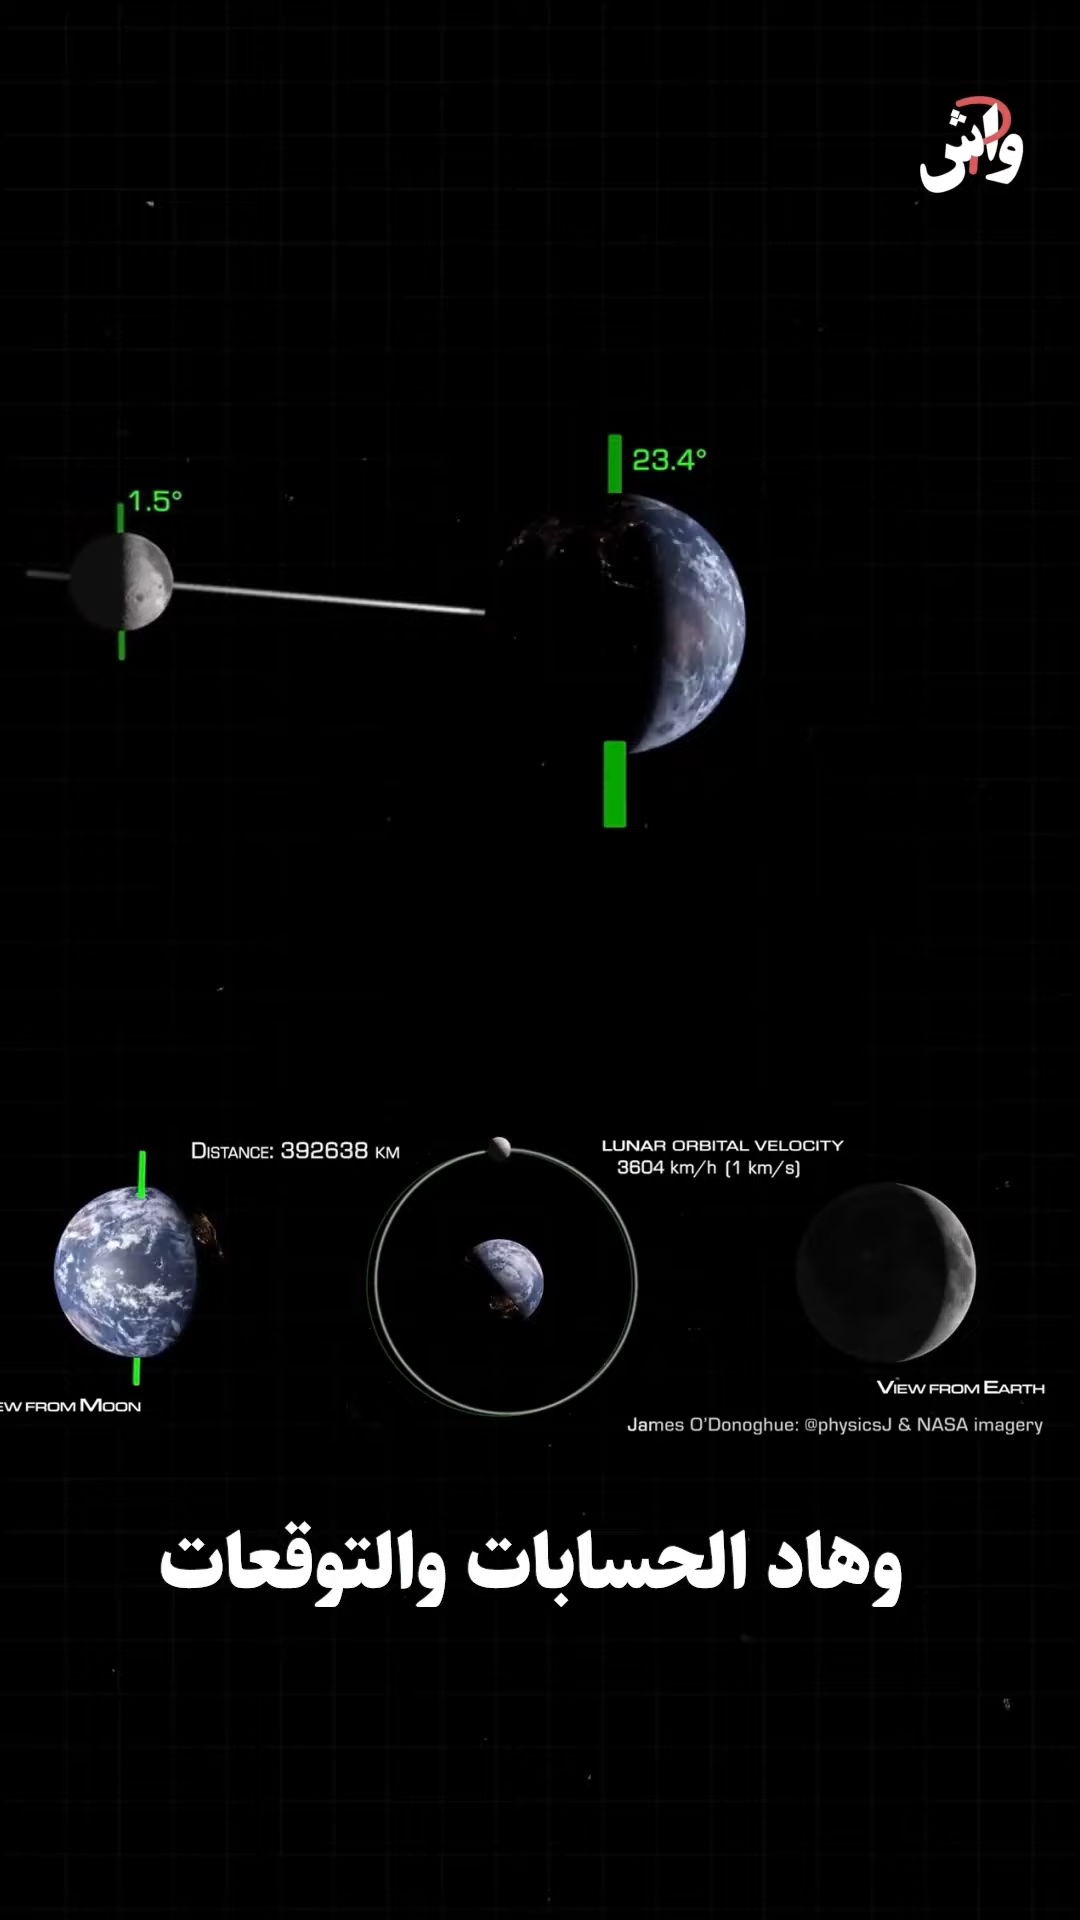 واش
23.4°
1.5°
DISTANCE: 392638 KM
LUNAR ORBITAL VELOCITY
3604 km/h (1 km/s)
EW FROM MOON
VIEW FROM EARTH
James O'Donoghue: @physicsJ & NASA imagery
وهاد الحسابات والتوقعات